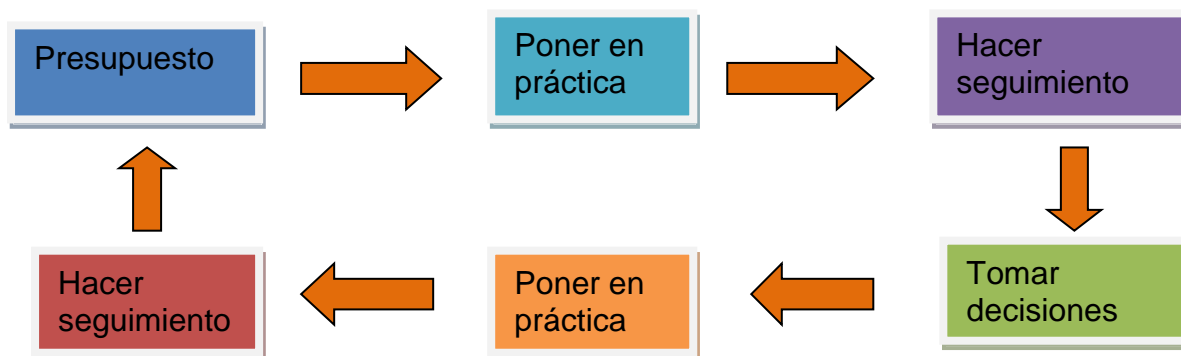 Presupuesto
Poner en
práctica
Hacer
seguimiento
Tomar
decisiones
Poner en
práctica
Hacer
seguimiento